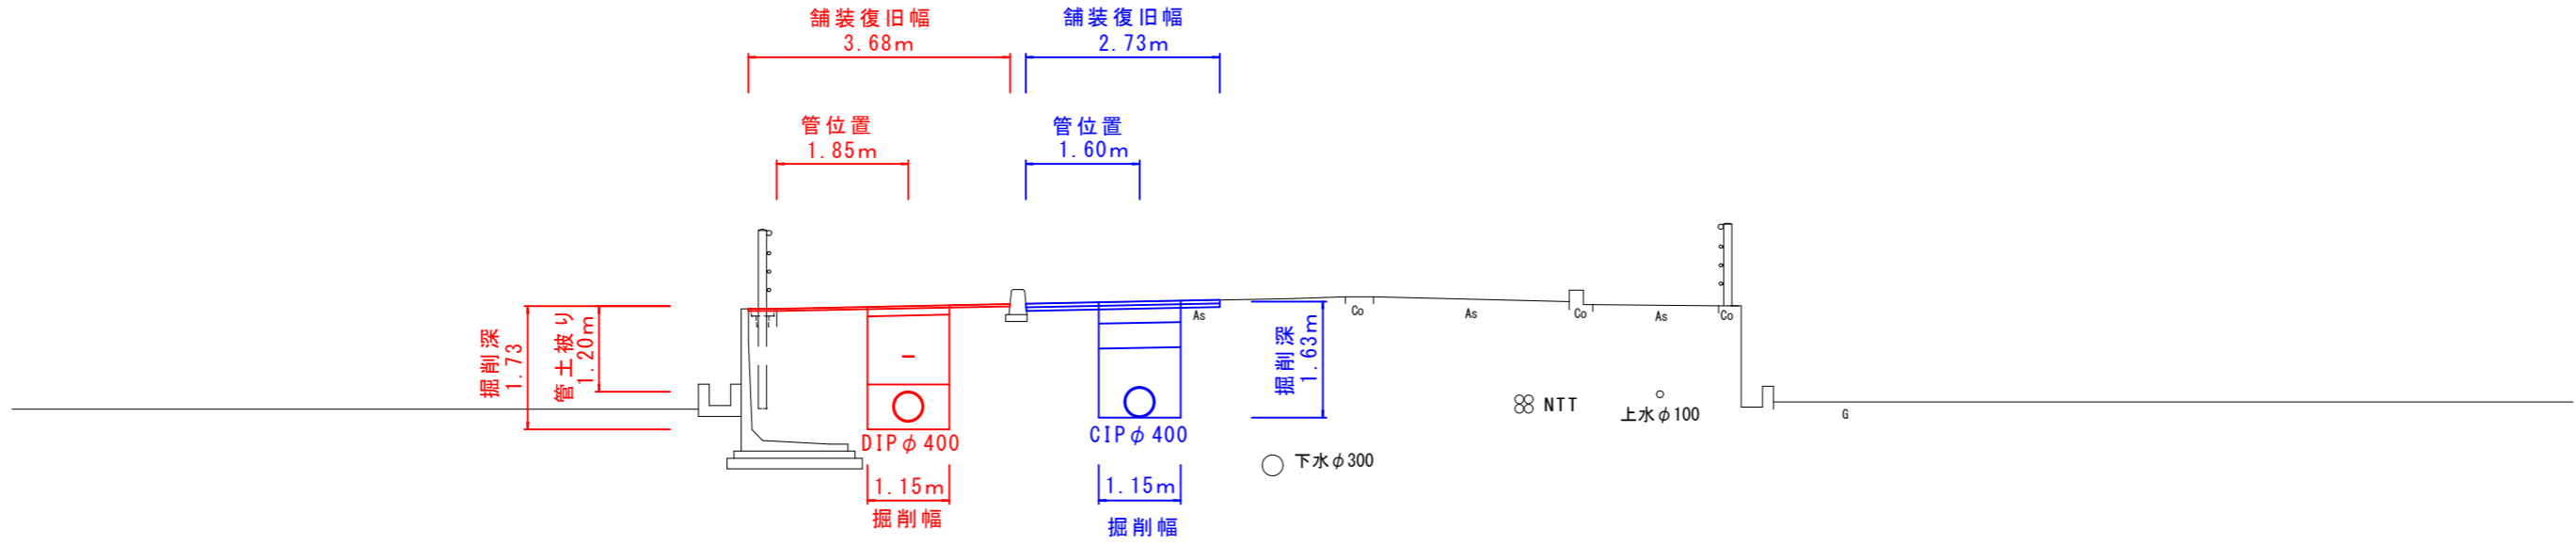 舗装復旧幅
3.68m
舗装復旧幅
2.73m
管位置
1.85m
管位置
1.60m
掘削深
1.73
管土被り
1.20m
As
掘削深
1.63m
Co
As
Co
As
Co
DIPφ400
CIPφ400
NTT
上水φ100
G
下水φ300
1.15m
掘削幅
1.15m
掘削幅